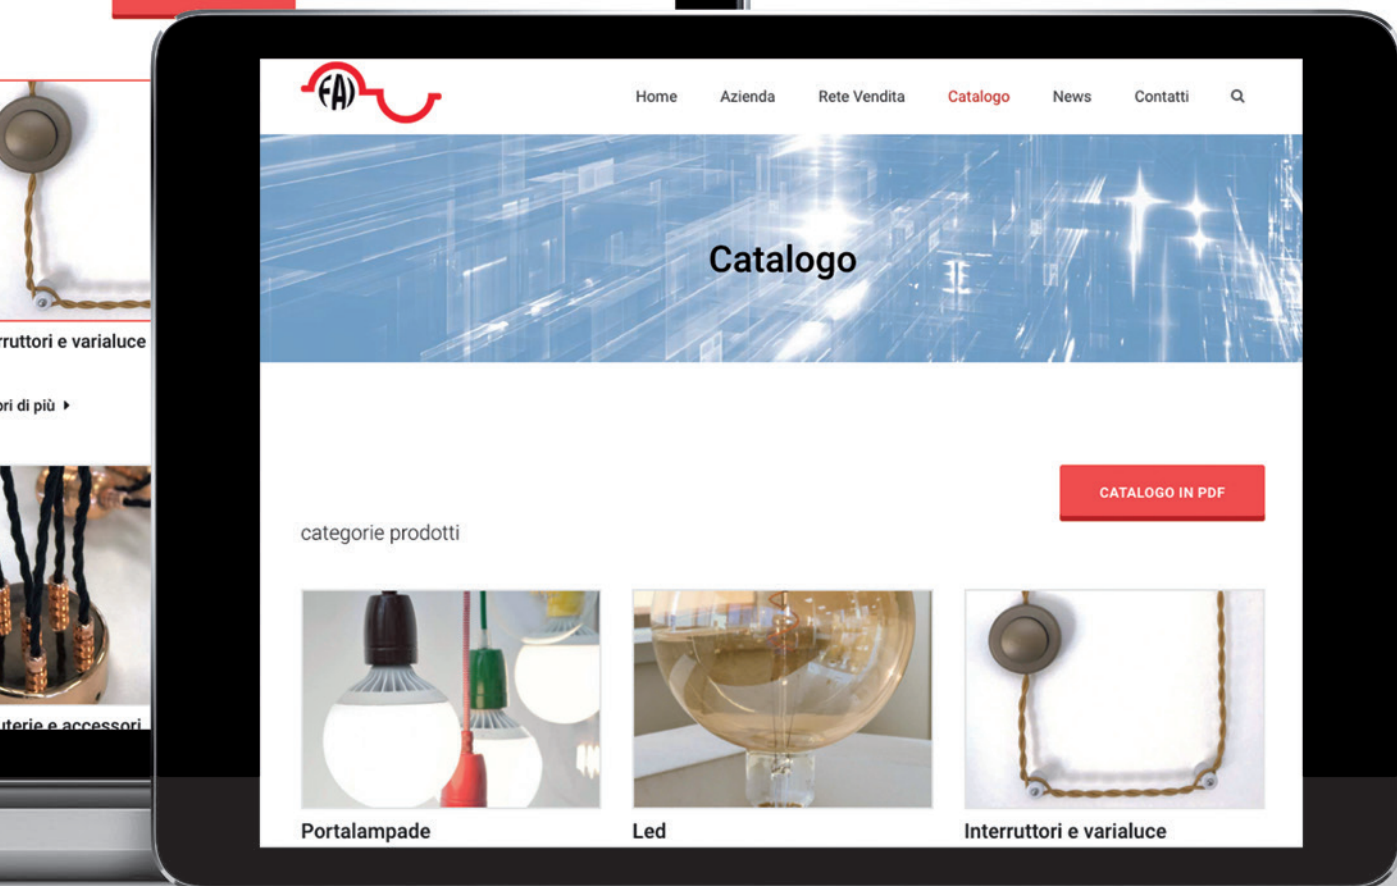 FAI
Home Azienda Rete Vendita Catalogo News Contatti
Catalogo
CATALOGO IN PDF
categorie prodotti
Portalampade
Led
Interruttori e varialuce
rruttori e varialuce
ori di più
uterie e accessori